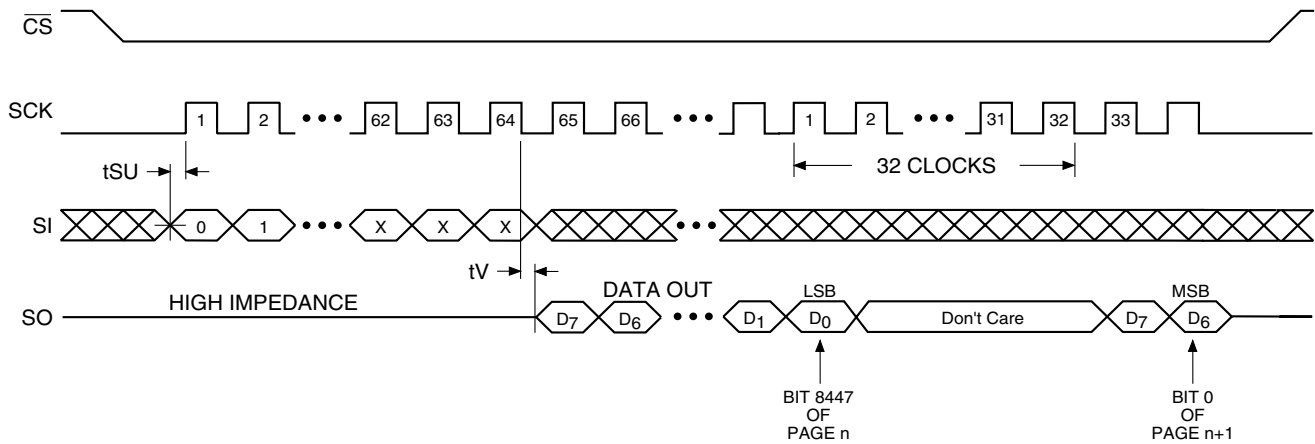 CS
SCK
1 2 ••• 62 63 64 65 66 ••• 1 2 ••• 31 32 33
tSU
32 CLOCKS
SI
0 1 ••• X X X •••
tV
HIGH IMPEDANCE
DATA OUT
LSB
MSB
SO
D7 D6 ••• D1 D0 Don't Care D7 D6
BIT 8447
OF
PAGE n
BIT 0
OF
PAGE n+1